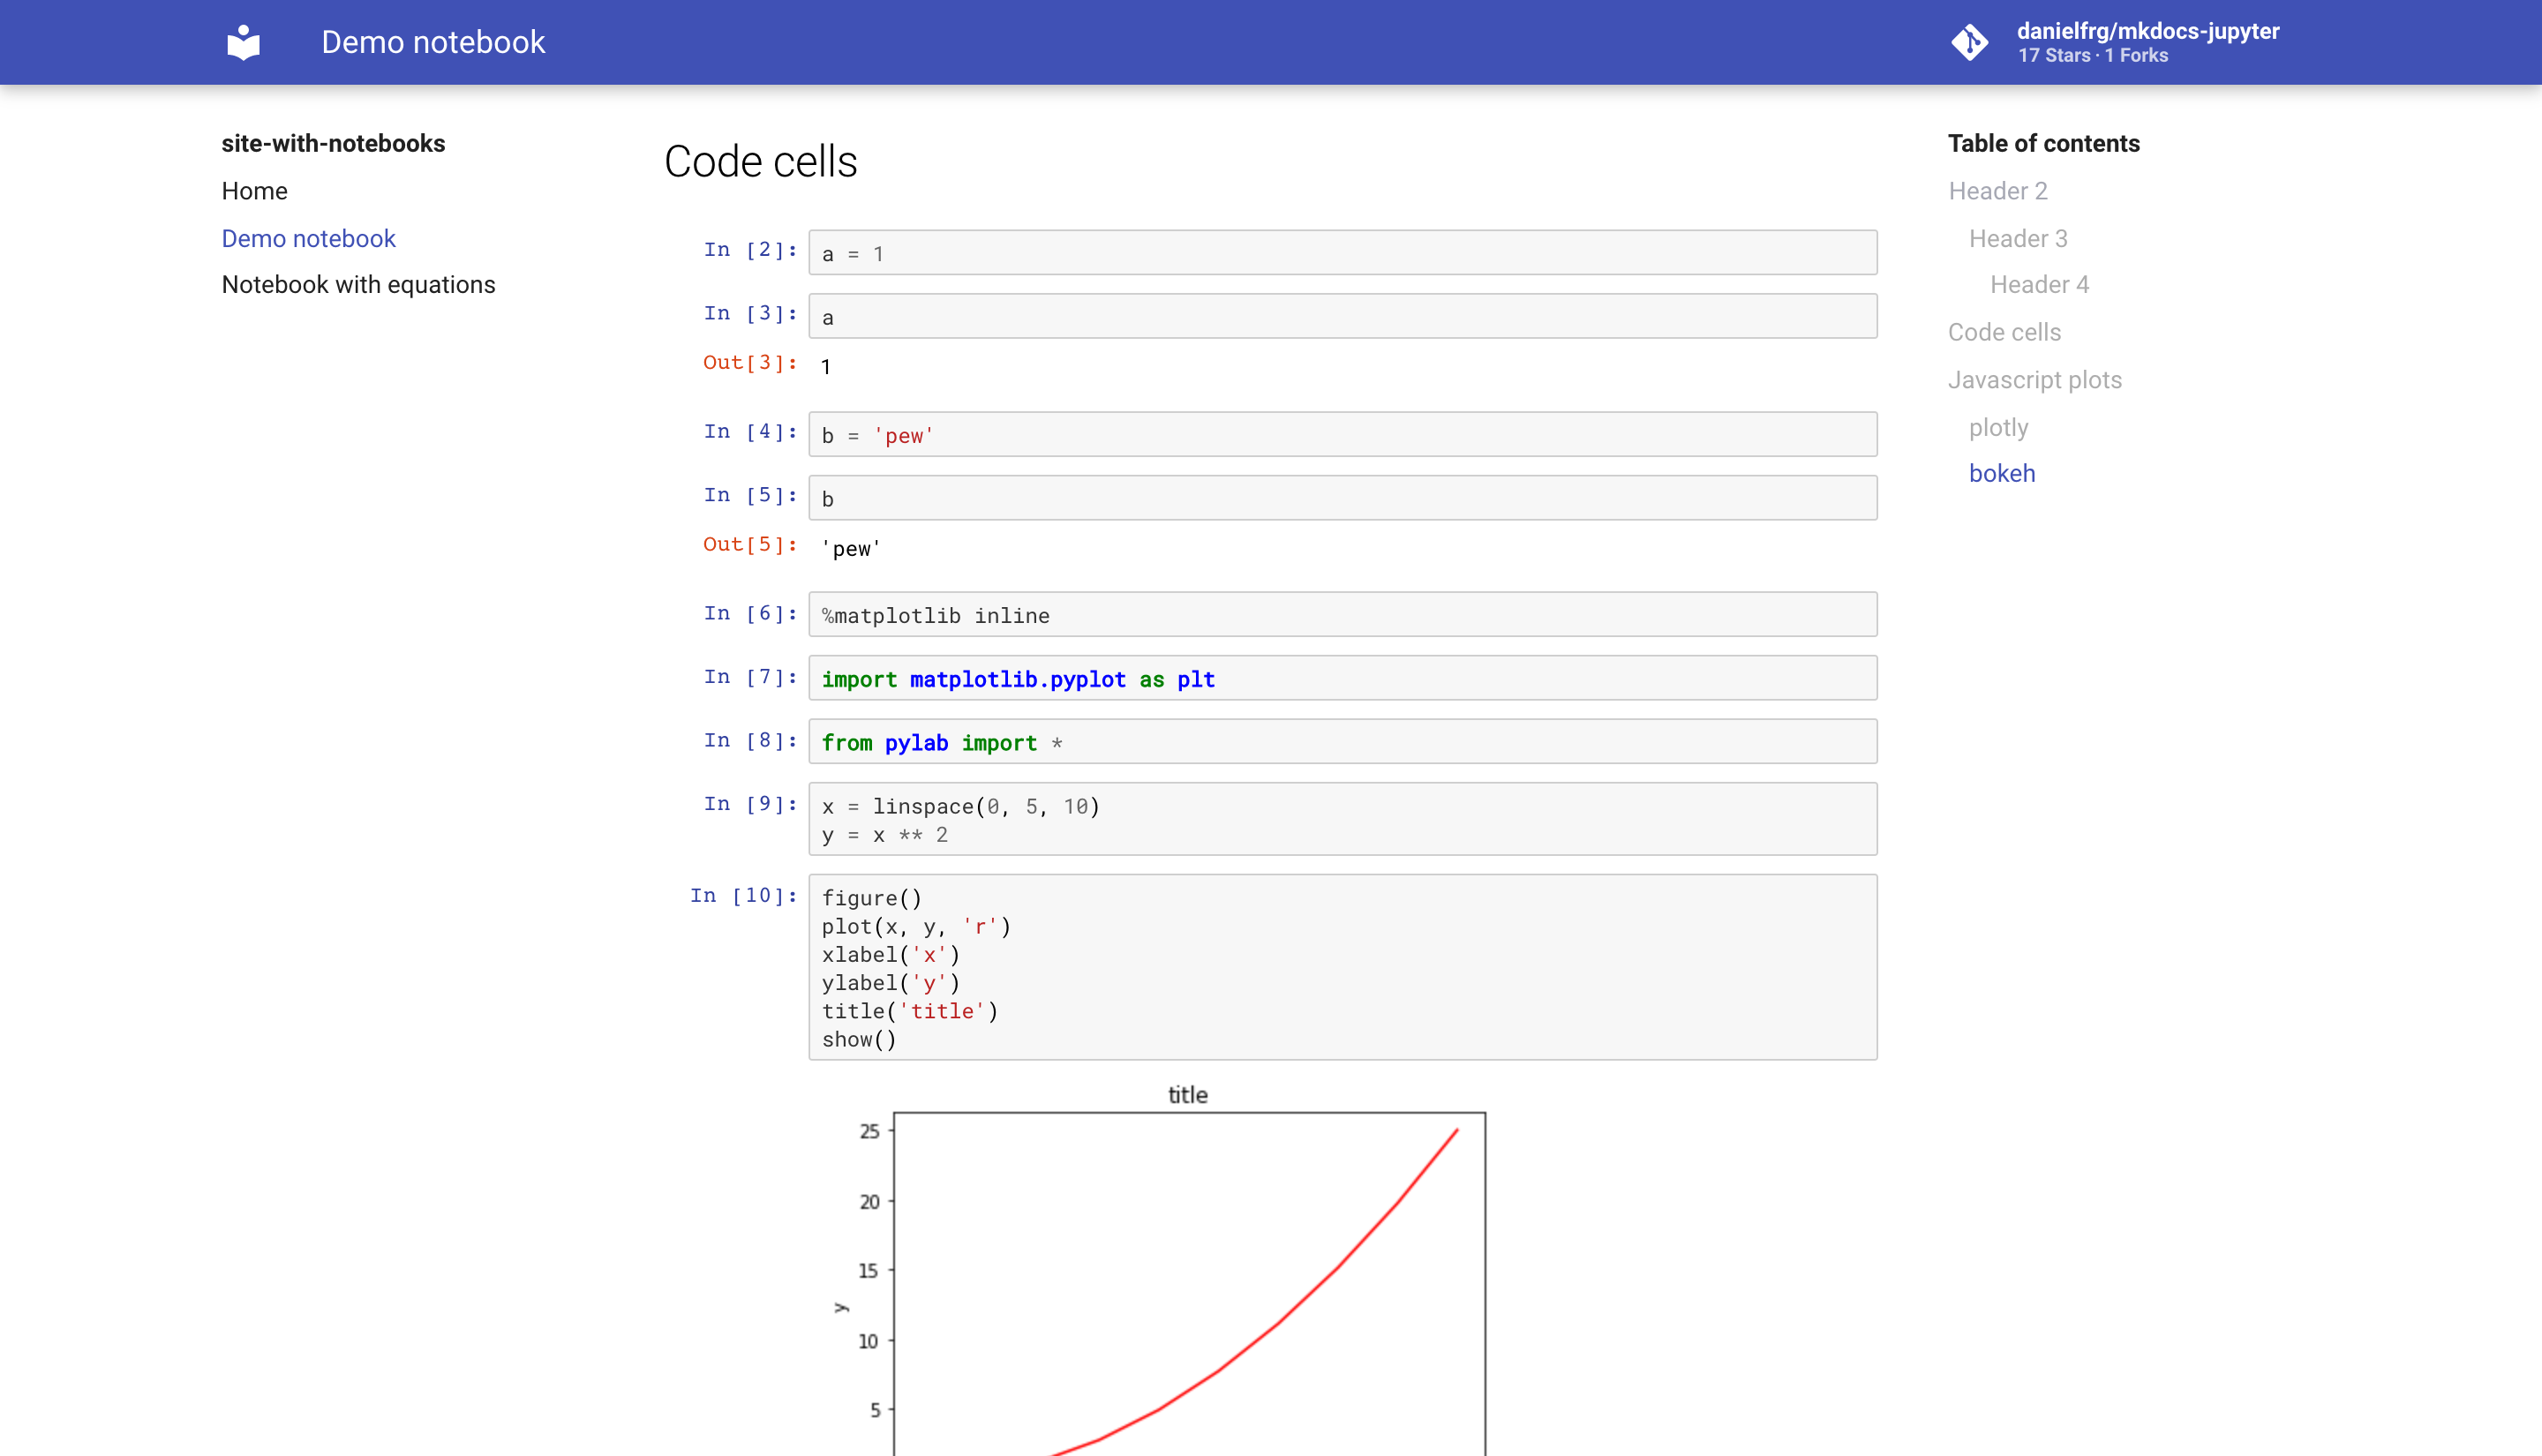 Demo notebook
danielfrg/mkdocs-jupyter
17 Stars · 1 Forks
site-with-notebooks
Home
Demo notebook
Notebook with equations
Code cells
In [2]: a = 1
In [3]: a
Out[3]: 1
In [4]: b = 'pew'
In [5]: b
Out[5]: 'pew'
In [6]: %matplotlib inline
In [7]: import matplotlib.pyplot as plt
In [8]: from pylab import *
In [9]: x = linspace(0, 5, 10)
y = x ** 2
In [10]: figure()
plot(x, y, 'r')
xlabel('x')
ylabel('y')
title('title')
show()
title
25
20
15
y
10
5
Table of contents
Header 2
Header 3
Header 4
Code cells
Javascript plots
plotly
bokeh